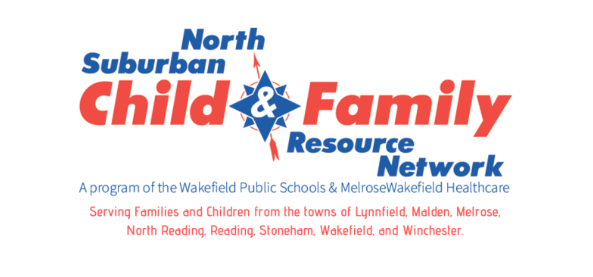 North
Suburban
Child & Family
Resource
Network
A program of the Wakefield Public Schools & MelroseWakefield Healthcare
Serving Families and Children from the towns of Lynnfield, Malden, Melrose,
North Reading, Reading, Stoneham, Wakefield, and Winchester.